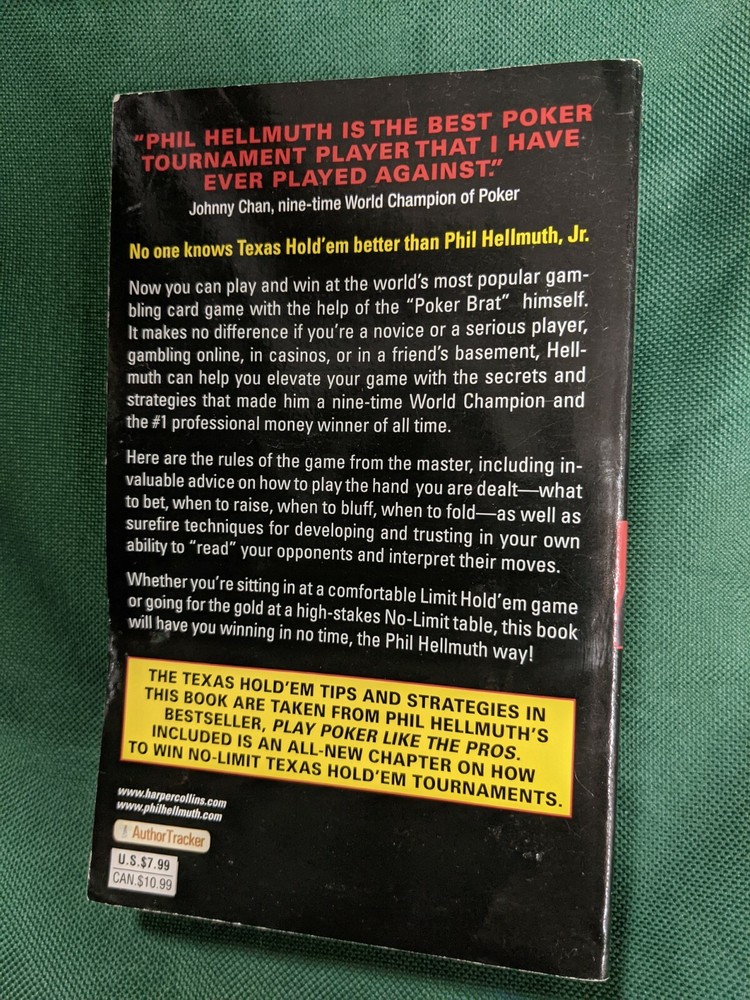 "PHIL HELLMUTH IS THE BEST POKER
TOURNAMENT PLAYER THAT I HAVE
EVER PLAYED AGAINST."
Johnny Chan, nine-time World Champion of Poker
No one knows Texas Hold'em better than Phil Hellmuth, Jr.
Now you can play and win at the world's most popular gam-
bling card game with the help of the "Poker Brat" himself.
It makes no difference if you're a novice or a serious player,
gambling online, in casinos, or in a friend's basement, Hell-
muth can help you elevate your game with the secrets and
strategies that made him a nine-time World Champion and
the #1 professional money winner of all time.
Here are the rules of the game from the master, including in-
valuable advice on how to play the hand you are dealt—what
to bet, when to raise, when to bluff, when to fold—as well as
surefire techniques for developing and trusting in your own
ability to "read" your opponents and interpret their moves.
Whether you're sitting in at a comfortable Limit Hold'em game
or going for the gold at a high-stakes No-Limit table, this book
will have you winning in no time, the Phil Hellmuth way!
THE TEXAS HOLD'EM TIPS AND STRATEGIES IN
THIS BOOK ARE TAKEN FROM PHIL HELLMUTH'S
BESTSELLER, PLAY POKER LIKE THE PROS.
INCLUDED IS AN ALL-NEW CHAPTER ON HOW
TO WIN NO-LIMIT TEXAS HOLD'EM TOURNAMENTS.
www.harpercollins.com
www.philhellmuth.com
AuthorTracker
U.S.$7.99
CAN.$10.99